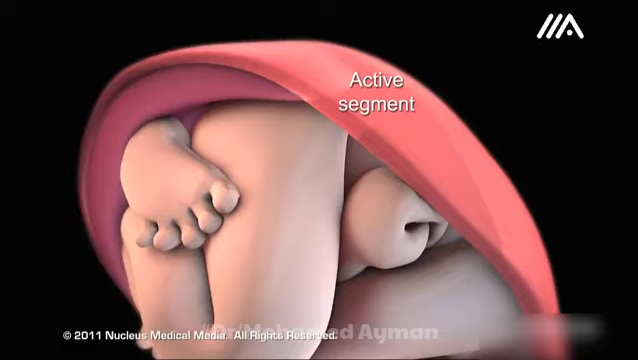 Active
segment
© 2011 Nucleus Medical Media. All Rights Reserved.
Ayman